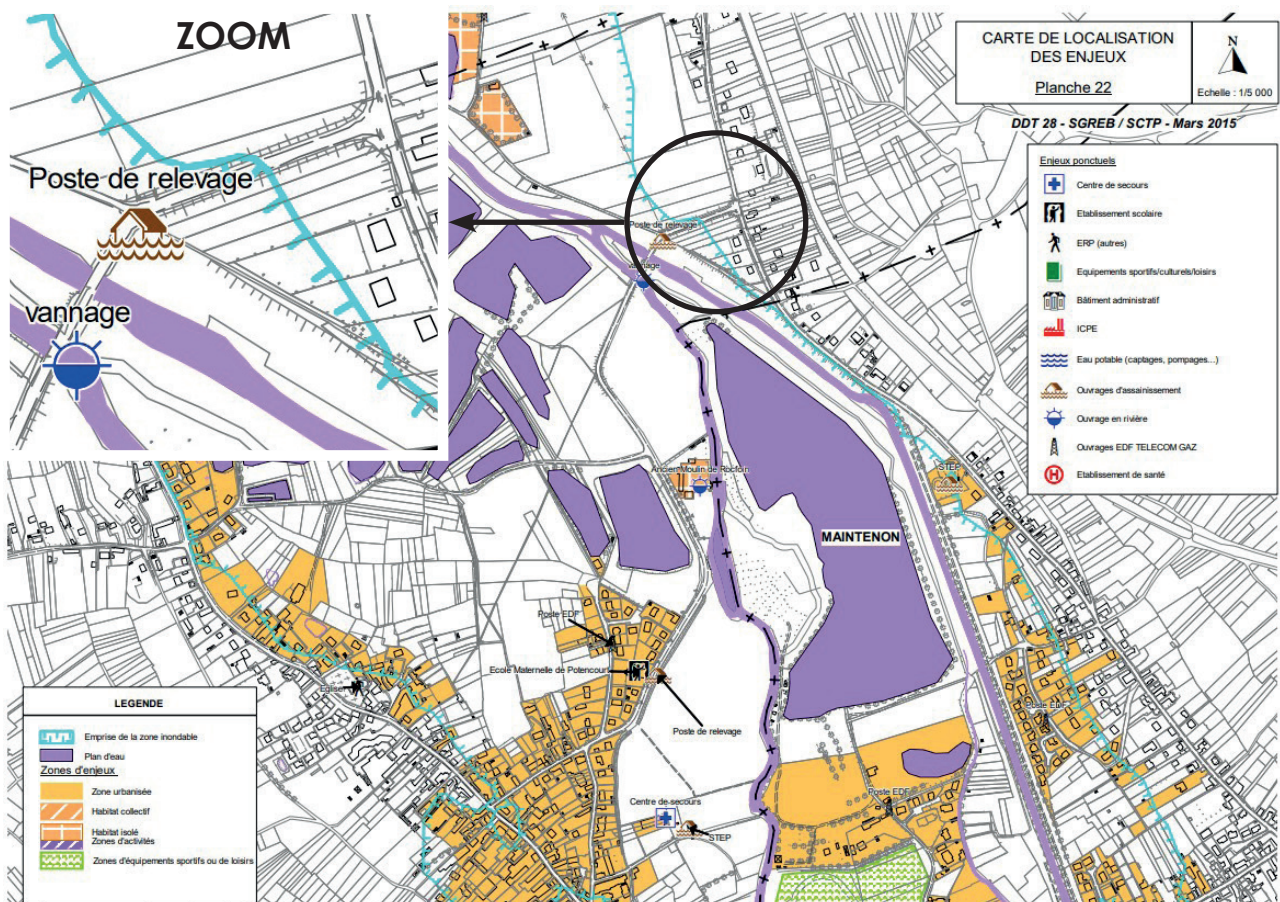 ZOOM
Poste de relevage
vannage
CARTE DE LOCALISATION
DES ENJEUX
Planche 22
N
Echelle : 1/5 000
DDT 28 - SGREB / SCTP - Mars 2015
Enjeux ponctuels
Centre de secours
Etablissement scolaire
ERP (autres)
Equipements sportifs/culturels/loisirs
Bâtiment administratif
ICPE
Eau potable (captages, pompages...)
Ouvrages d'assainissement
Ouvrage en rivière
Ouvrages EDF TELECOM GAZ
H
Etablissement de santé
Poste de relevage
vannage
Ancien Moulin de Rocfoin
STEP
MAINTENON
Poste EDF
Ecole Maternelle de Potencourt
Eglise
Poste de relevage
Poste EDF
Poste EDF
Centre de secours
STEP
LEGENDE
Emprise de la zone inondable
Plan d'eau
Zones d'enjeux
Zone urbanisée
Habitat collectif
Habitat isolé
Zones d'activités
Zones d'équipements sportifs ou de loisirs